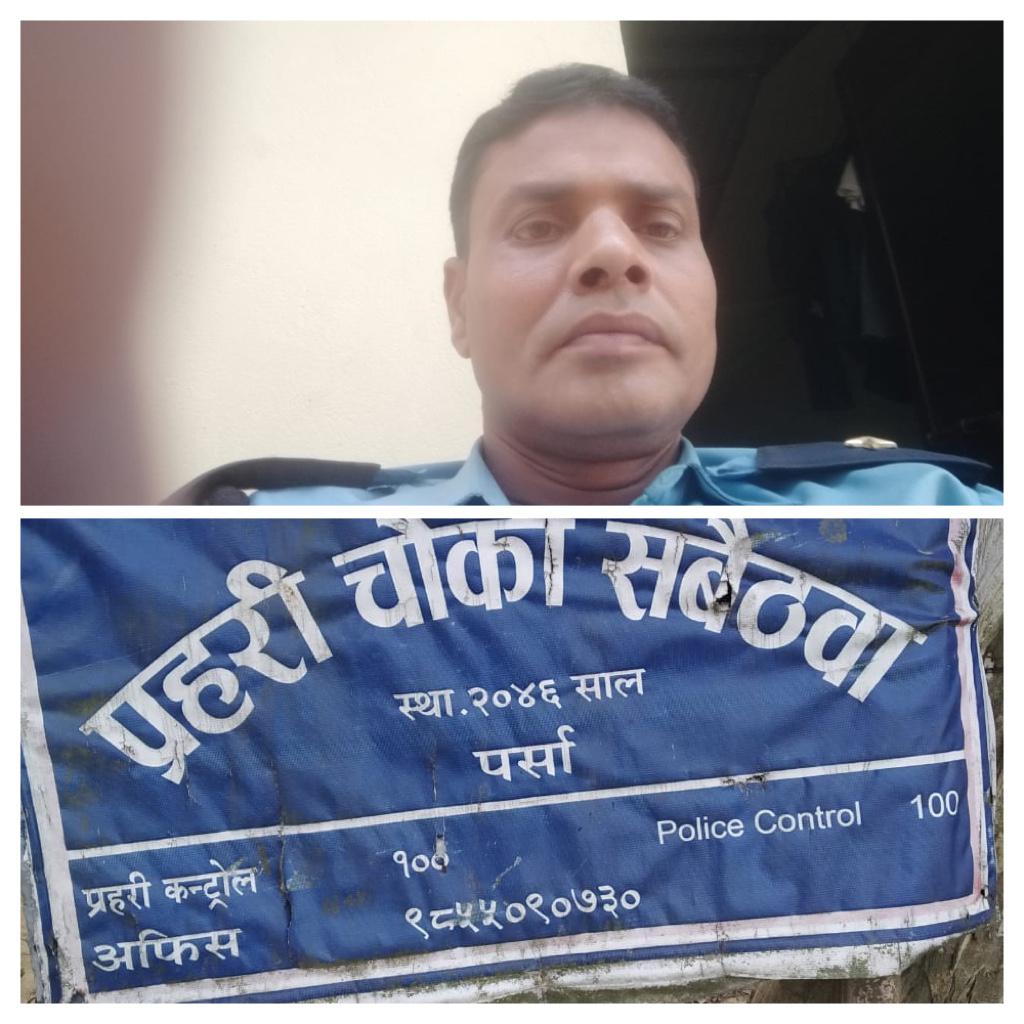 प्रहरी चौकी सबैठवा
स्था.२०४६ साल
पर्सा
प्रहरी कन्ट्रोल १०० Police Control 100
अफिस ९८५५०९०७३०